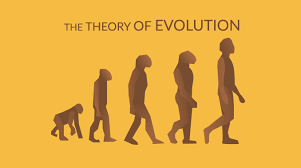 THE THEORY OF EVOLUTION